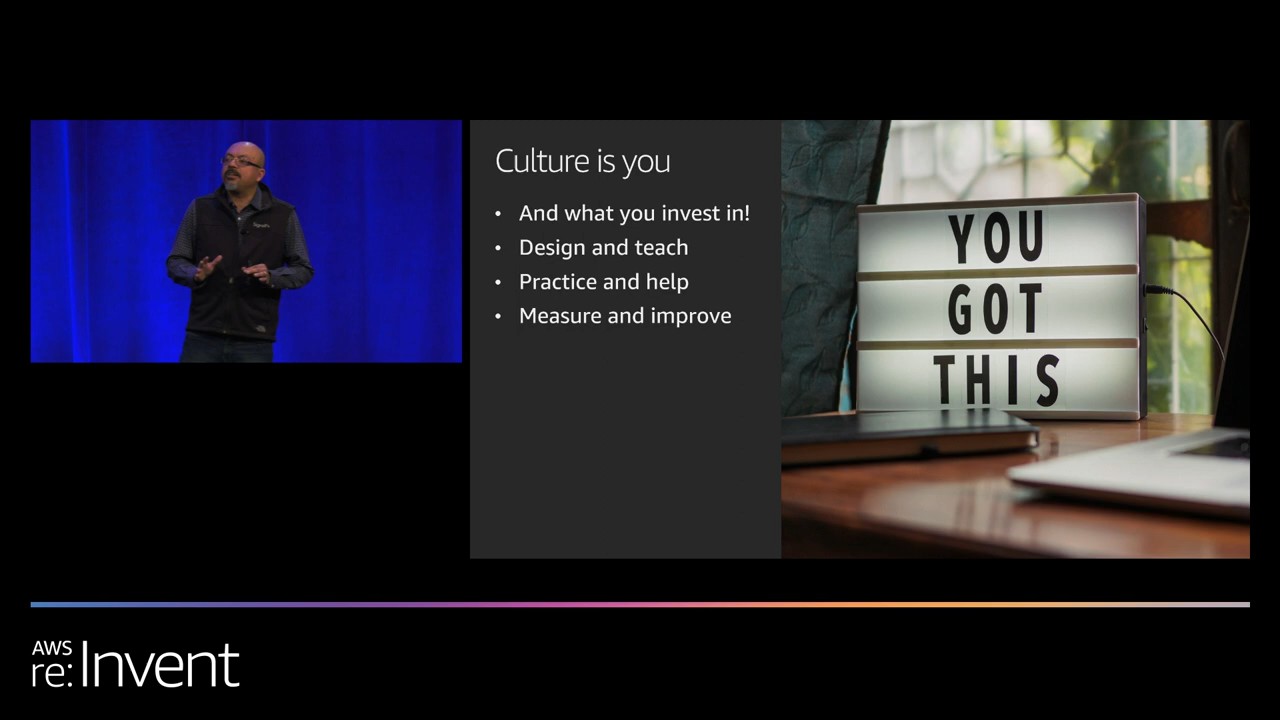 Culture is you
• And what you invest in!
• Design and teach
• Practice and help
• Measure and improve
YOU
GOT
THIS
AWS
re:Invent